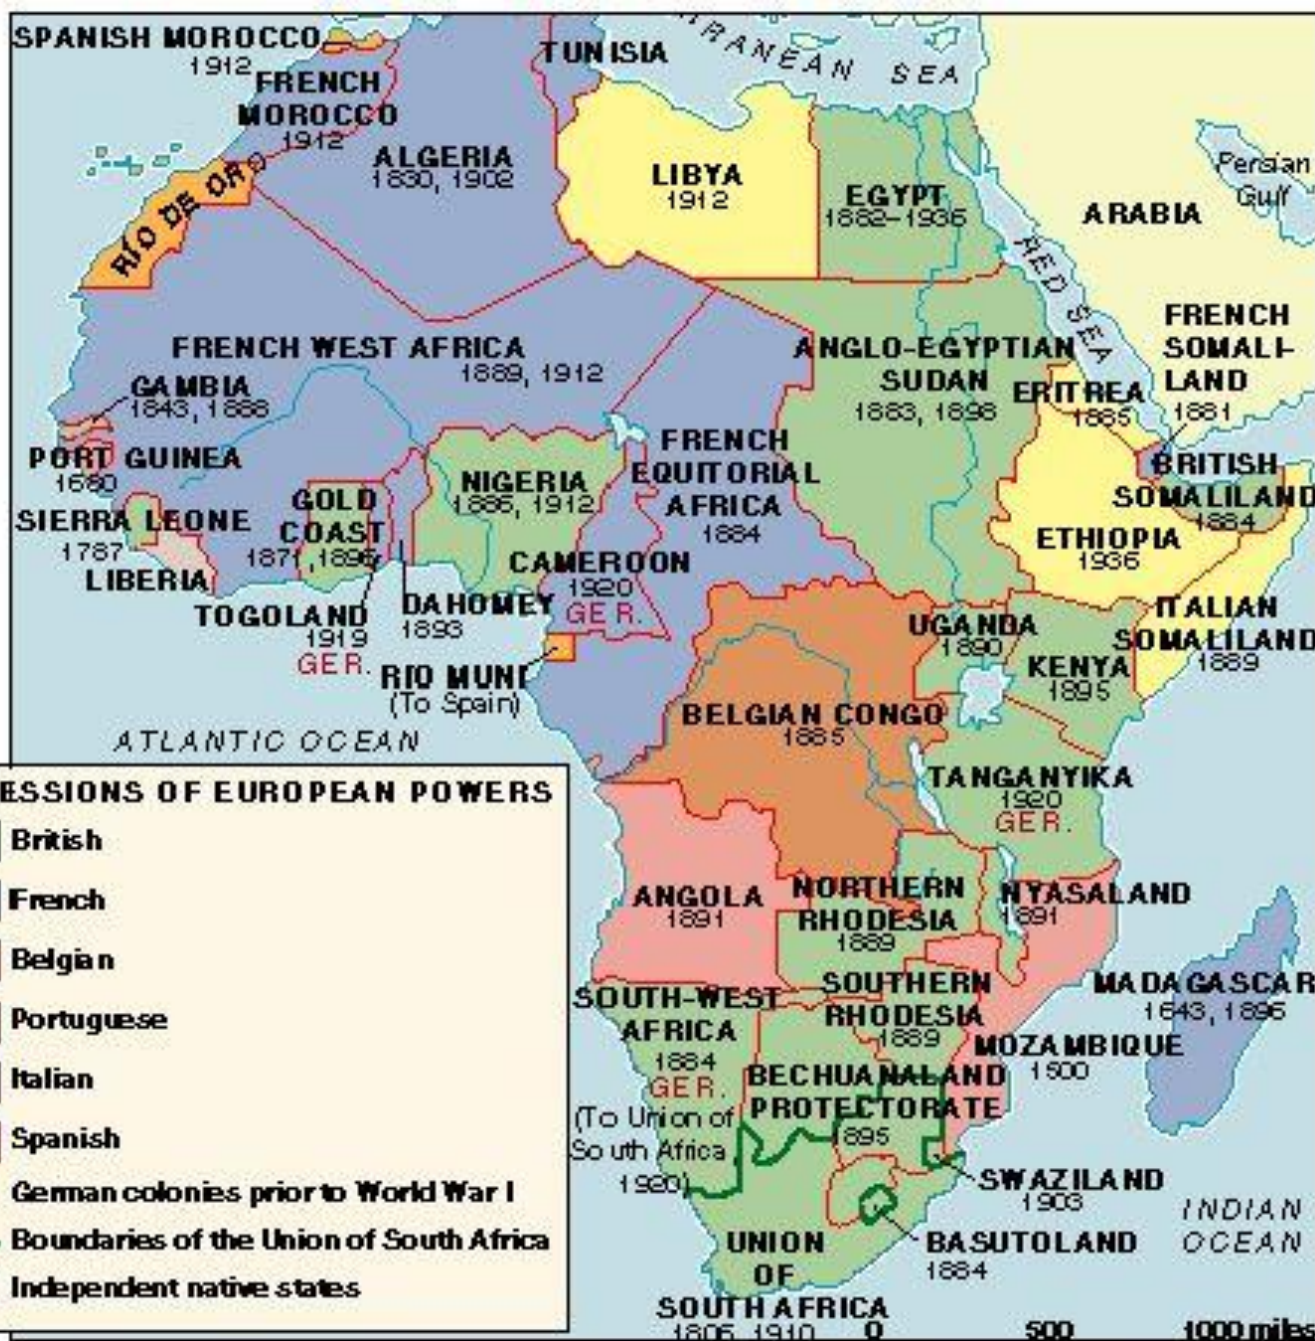 SPANISH MOROCCO
1912
FRENCH
MOROCCO
1912
TUNISIA
RANEAN SEA
ALGERIA
1830, 1902
LIBYA
1912
EGYPT
1882-1936
Persian
Gulf
ARABIA
RÍO DE OR
RED SEA
FRENCH WEST AFRICA
1889, 1912
ANGLO-EGYPTIAN
SUDAN
1883, 1898
FRENCH
SOMALI-
LAND
1881
ERITREA
1885
GAMBIA
1843, 1888
PORT GUINEA
1680
SIERRA LEONE
1787
LIBERIA
GOLD
COAST
1871, 1896
NIGERIA
1886, 1912
FRENCH
EQUITORIAL
AFRICA
1884
BRITISH
SOMALILAND
1884
ETHIOPIA
1936
CAMEROON
1920
GER.
TOGOLAND
1919
GER.
DAHOMEY
1893
RIO MUNI
(To Spain)
UGANDA
1890
KENYA
1895
ITALIAN
SOMALILAND
1889
ATLANTIC OCEAN
BELGIAN CONGO
1885
TANGANYIKA
1920
GER.
ESSIONS OF EUROPEAN POWERS
British
French
Belgian
Portuguese
Italian
Spanish
German colonies prior to World War I
Boundaries of the Union of South Africa
Independent native states
ANGOLA
1891
NORTHERN
RHODESIA
1889
NYASALAND
1891
SOUTHERN
RHODESIA
1889
MADAGASCAR
1643, 1896
SOUTH-WEST
AFRICA
1884
GER.
(To Union of
South Africa
1920)
MOZAMBIQUE
1500
BECHUANALAND
PROTECTORATE
1895
SWAZILAND
1903
BASUTOLAND
1884
INDIAN
OCEAN
UNION
OF
SOUTH AFRICA
1806, 1910
0 500 1000 miles